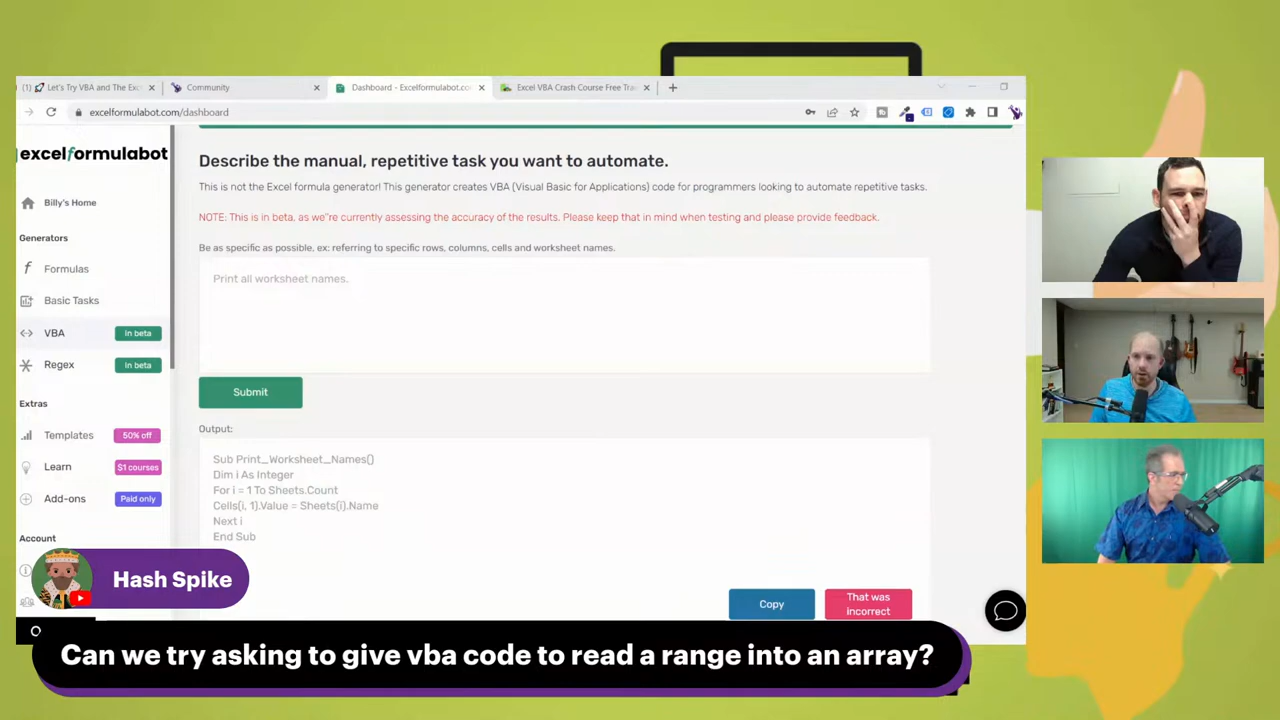 (1)
Let's Try VBA and The Exc
Community
Dashboard - Excelformulabot.co
Excel VBA Crash Course Free Trai
excelformulabot.com/dashboard
excelformulabot
Billy's Home
Generators
Formulas
Basic Tasks
VBA
In beta
Regex
In beta
Extras
Templates
50% off
Learn
$1 courses
Add-ons
Paid only
Account
Describe the manual, repetitive task you want to automate.
This is not the Excel formula generator! This generator creates VBA (Visual Basic for Applications) code for programmers looking to automate repetitive tasks.
NOTE: This is in beta, as we"re currently assessing the accuracy of the results. Please keep that in mind when testing and please provide feedback.
Be as specific as possible, ex: referring to specific rows, columns, cells and worksheet names.
Print all worksheet names.
Submit
Output:
Sub Print_Worksheet_Names()
Dim i As Integer
For i = 1 To Sheets.Count
Cells(i, 1).Value = Sheets(i).Name
Next i
End Sub
Copy
That was
incorrect
Hash Spike
Can we try asking to give vba code to read a range into an array?